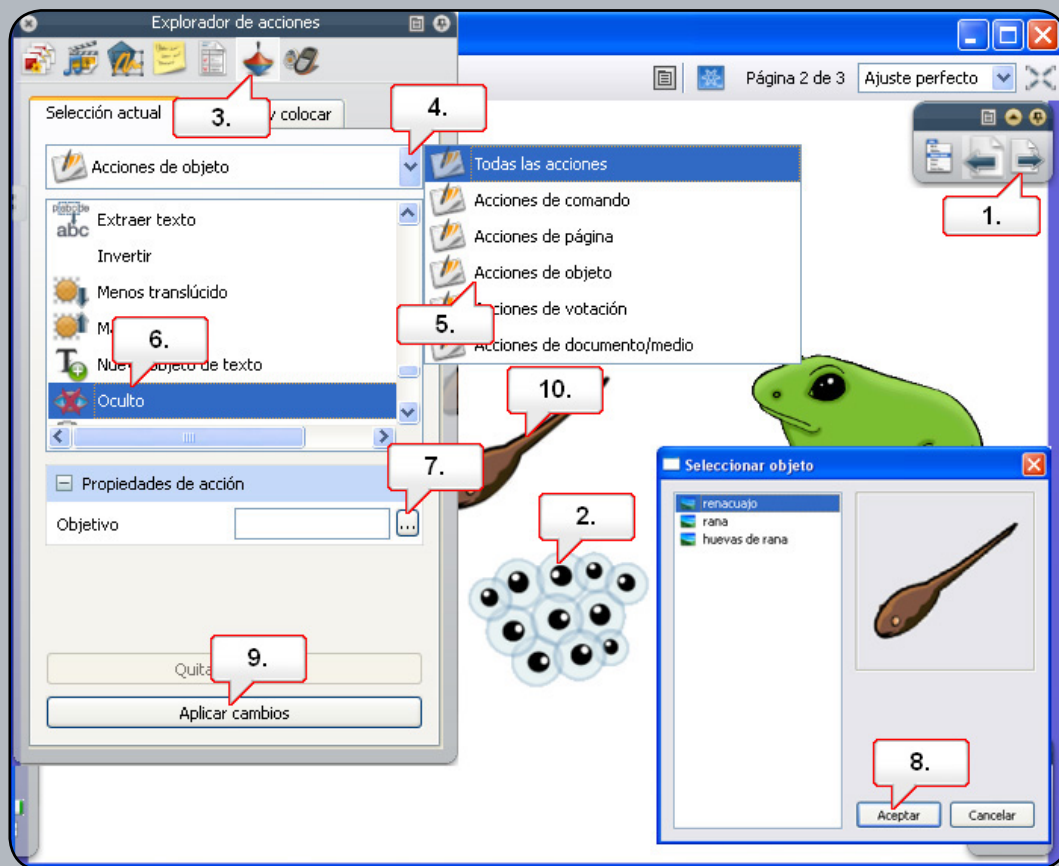 Explorador de acciones
Página 2 de 3
Ajuste perfecto
Selección actual
y colocar
3.
4.
1.
Acciones de objeto
Todas las acciones
Acciones de comando
Acciones de página
Acciones de objeto
Acciones de votación
Acciones de documento/medio
5.
abc
Extraer texto
Invertir
Menos translúcido
6.
Nuevo objeto de texto
Oculto
10.
7.
Propiedades de acción
Objetivo
...
2.
Seleccionar objeto
renacuajo
rana
huevas de rana
9.
Aplicar cambios
8.
Aceptar
Cancelar